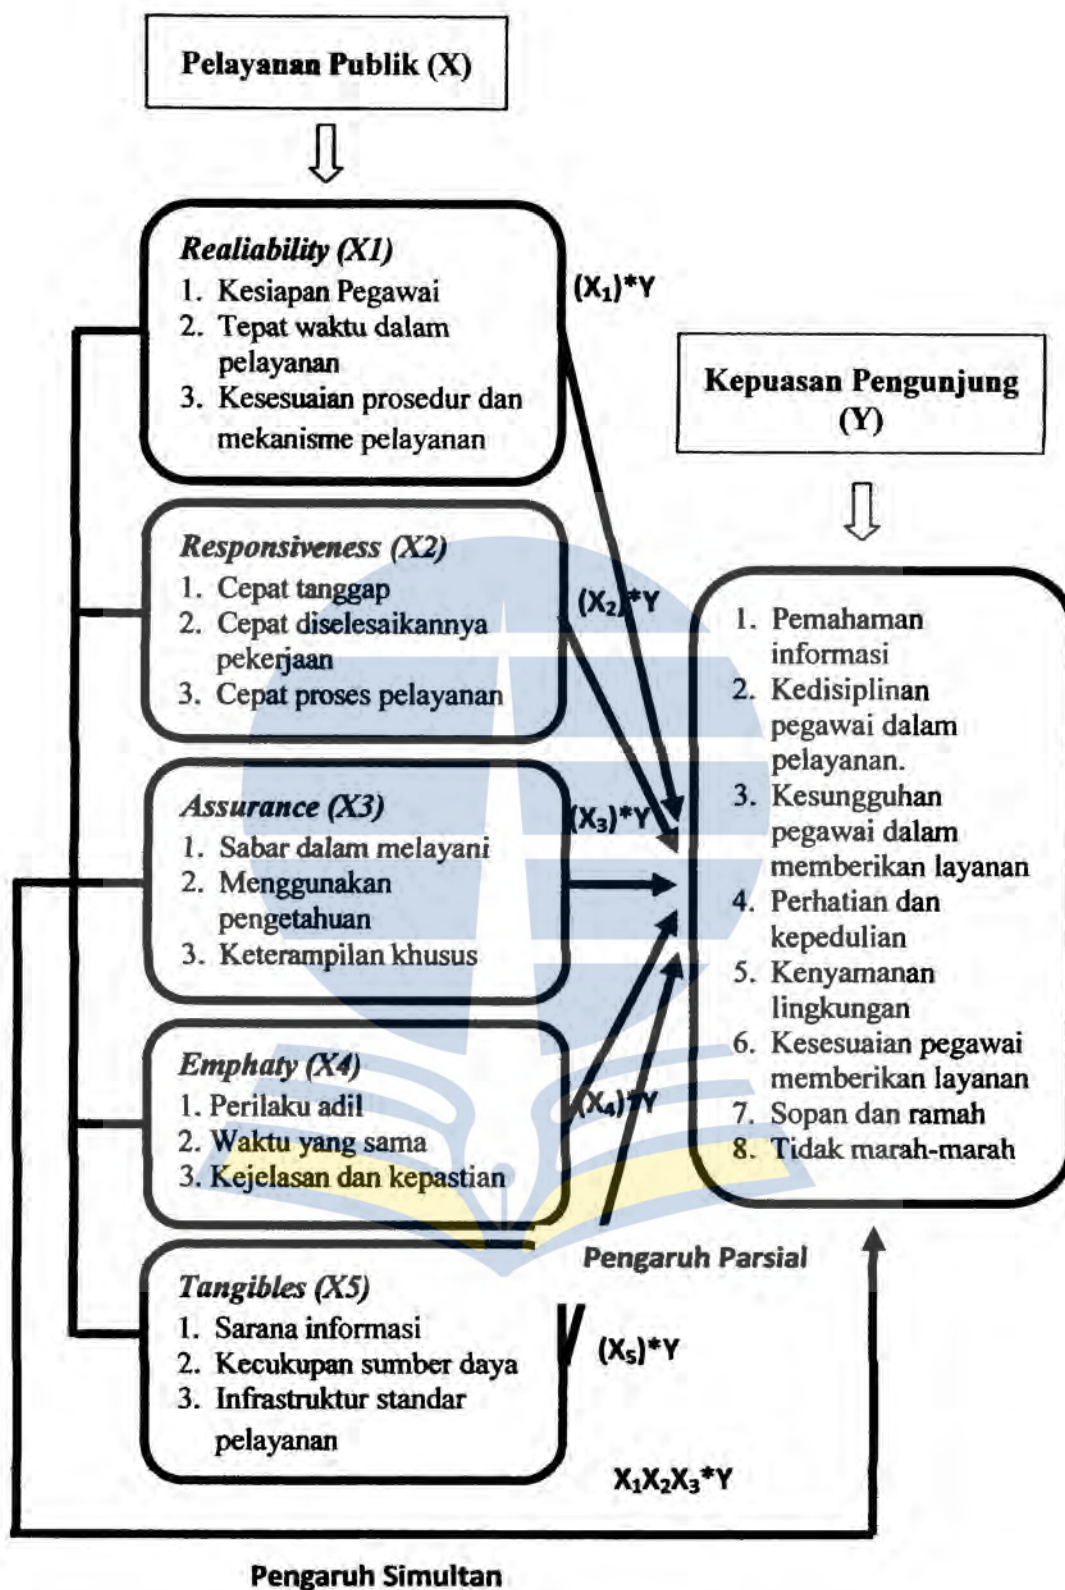 Pelayanan Publik (X)
Realiability (X1)
1. Kesiapan Pegawai
2. Tepat waktu dalam
pelayanan
3. Kesesuaian prosedur dan
mekanisme pelayanan
(X₁)*Y
Kepuasan Pengunjung
(Y)
Responsiveness (X2)
1. Cepat tanggap
2. Cepat diselesaikannya
pekerjaan
3. Cepat proses pelayanan
(X₂)*Y
Assurance (X3)
1. Sabar dalam melayani
2. Menggunakan
pengetahuan
3. Keterampilan khusus
(X₃)*Y
Emphaty (X4)
1. Perilaku adil
2. Waktu yang sama
3. Kejelasan dan kepastian
(X₄)*Y
Tangibles (X5)
1. Sarana informasi
2. Kecukupan sumber daya
3. Infrastruktur standar
pelayanan
(X₅)*Y
1. Pemahaman
informasi
2. Kedisiplinan
pegawai dalam
pelayanan.
3. Kesungguhan
pegawai dalam
memberikan layanan
4. Perhatian dan
kepedulian
5. Kenyamanan
lingkungan
6. Kesesuaian pegawai
memberikan layanan
7. Sopan dan ramah
8. Tidak marah-marah
Pengaruh Parsial
X₁X₂X₃*Y
Pengaruh Simultan